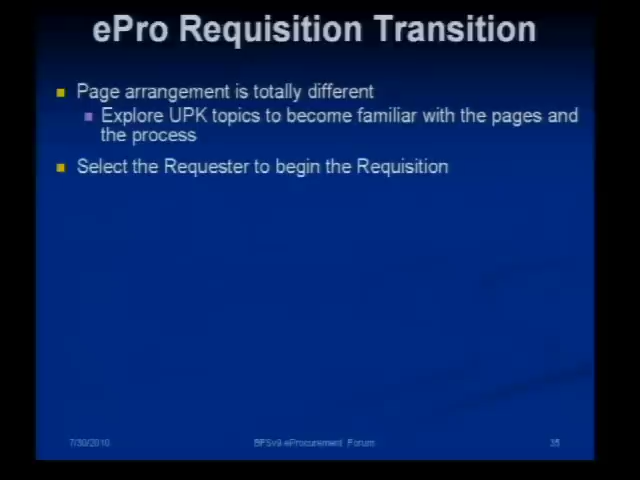 ePro Requisition Transition
Page arrangement is totally different
Explore UPK topics to become familiar with the pages and
the process
Select the Requester to begin the Requisition
7/30/2010
BFSv9 eProcurement Forum
35